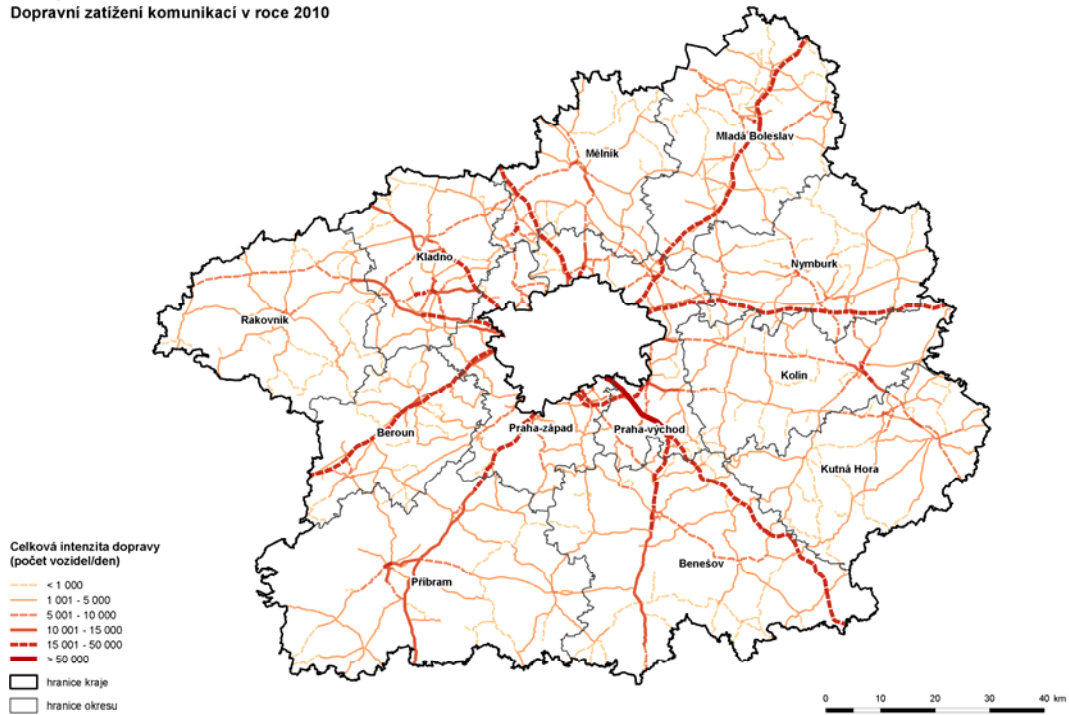 Dopravní zatížení komunikací v roce 2010
Mladá Boleslav
Mělník
Kladno
Nymburk
Rakovník
Kolín
Beroun
Praha-západ
Praha-východ
Kutná Hora
Benešov
Příbram
Celková intenzita dopravy
(počet vozidel/den)
< 1 000
1 001 - 5 000
5 001 - 10 000
10 001 - 15 000
15 001 - 50 000
> 50 000
hranice kraje
hranice okresu
0 10 20 30 40 km